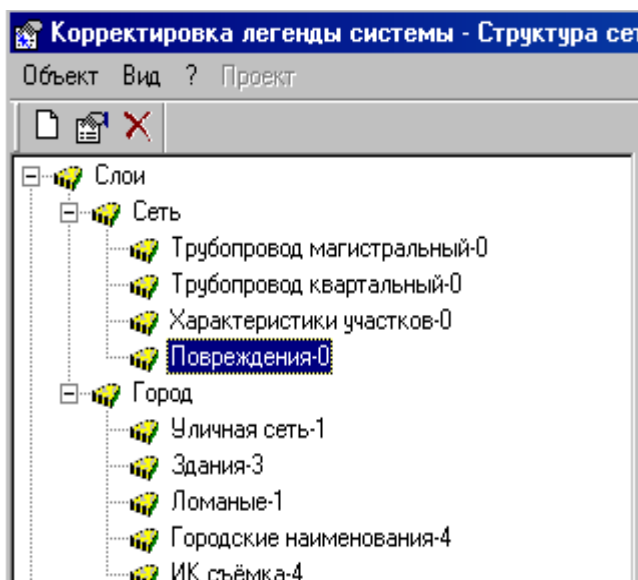 Корректировка легенды системы - Структура сет
Объект Вид ? Проект
Слои
Сеть
Трубопровод магистральный-0
Трубопровод квартальный-0
Характеристики участков-0
Повреждения-0
Город
Уличная сеть-1
Здания-3
Ломаные-1
Городские наименования-4
ИК съёмка-4